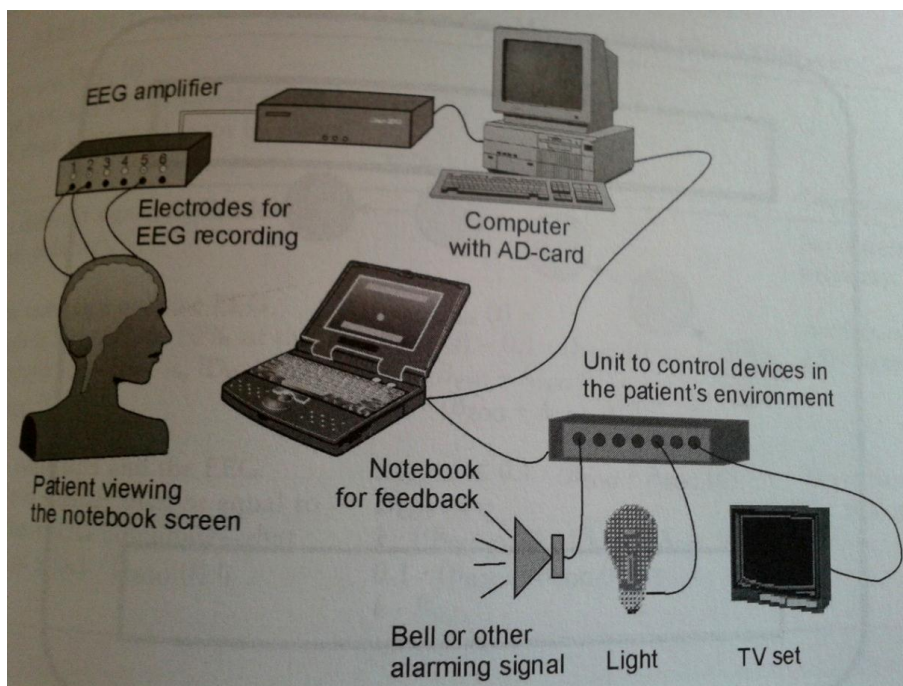 EEG amplifier
1 2 3 4 5 6
Electrodes for
EEG recording
Computer
with AD-card
Unit to control devices in
the patient's environment
Patient viewing
the notebook screen
Notebook
for feedback
Bell or other
alarming signal
Light
TV set